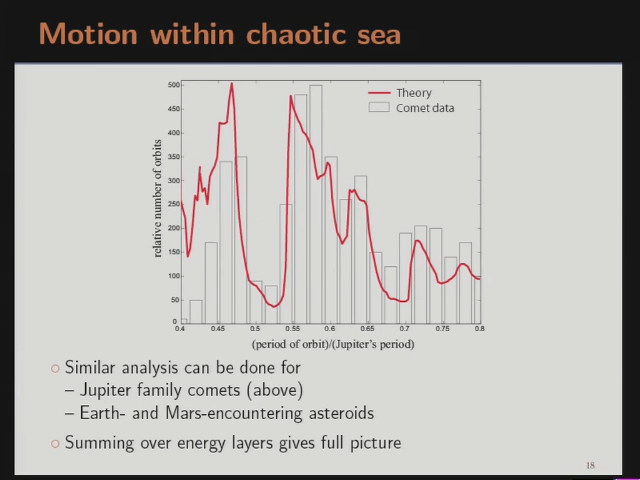 Motion within chaotic sea
500
450
400
350
300
250
200
150
100
50
0
relative number of orbits
Theory
Comet data
0.4 0.45 0.5 0.55 0.6 0.65 0.7 0.75 0.8
(period of orbit)/(Jupiter's period)
Similar analysis can be done for
– Jupiter family comets (above)
– Earth- and Mars-encountering asteroids
Summing over energy layers gives full picture
18